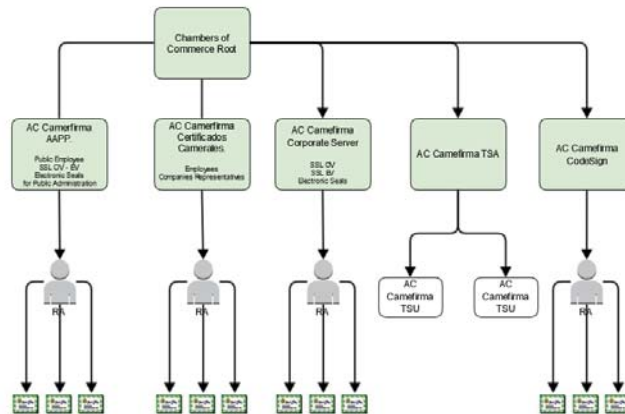 Chambers of
Commerce Root
AC Camerfirma
AAPP.
Public Employee
SSL OV - EV
Electronic Seals
for Public Administration
AC Camerfirma
Certificados
Camerales.
Employees
Companies Representatives
AC Camerfirma
Corporate Server
SSL OV
SSL EV
Electronic Seals
AC Camerfirma TSA
AC Camerfirma
CodeSign
RA
RA
RA
AC
Camerfirma
TSU
AC
Camerfirma
TSU
RA